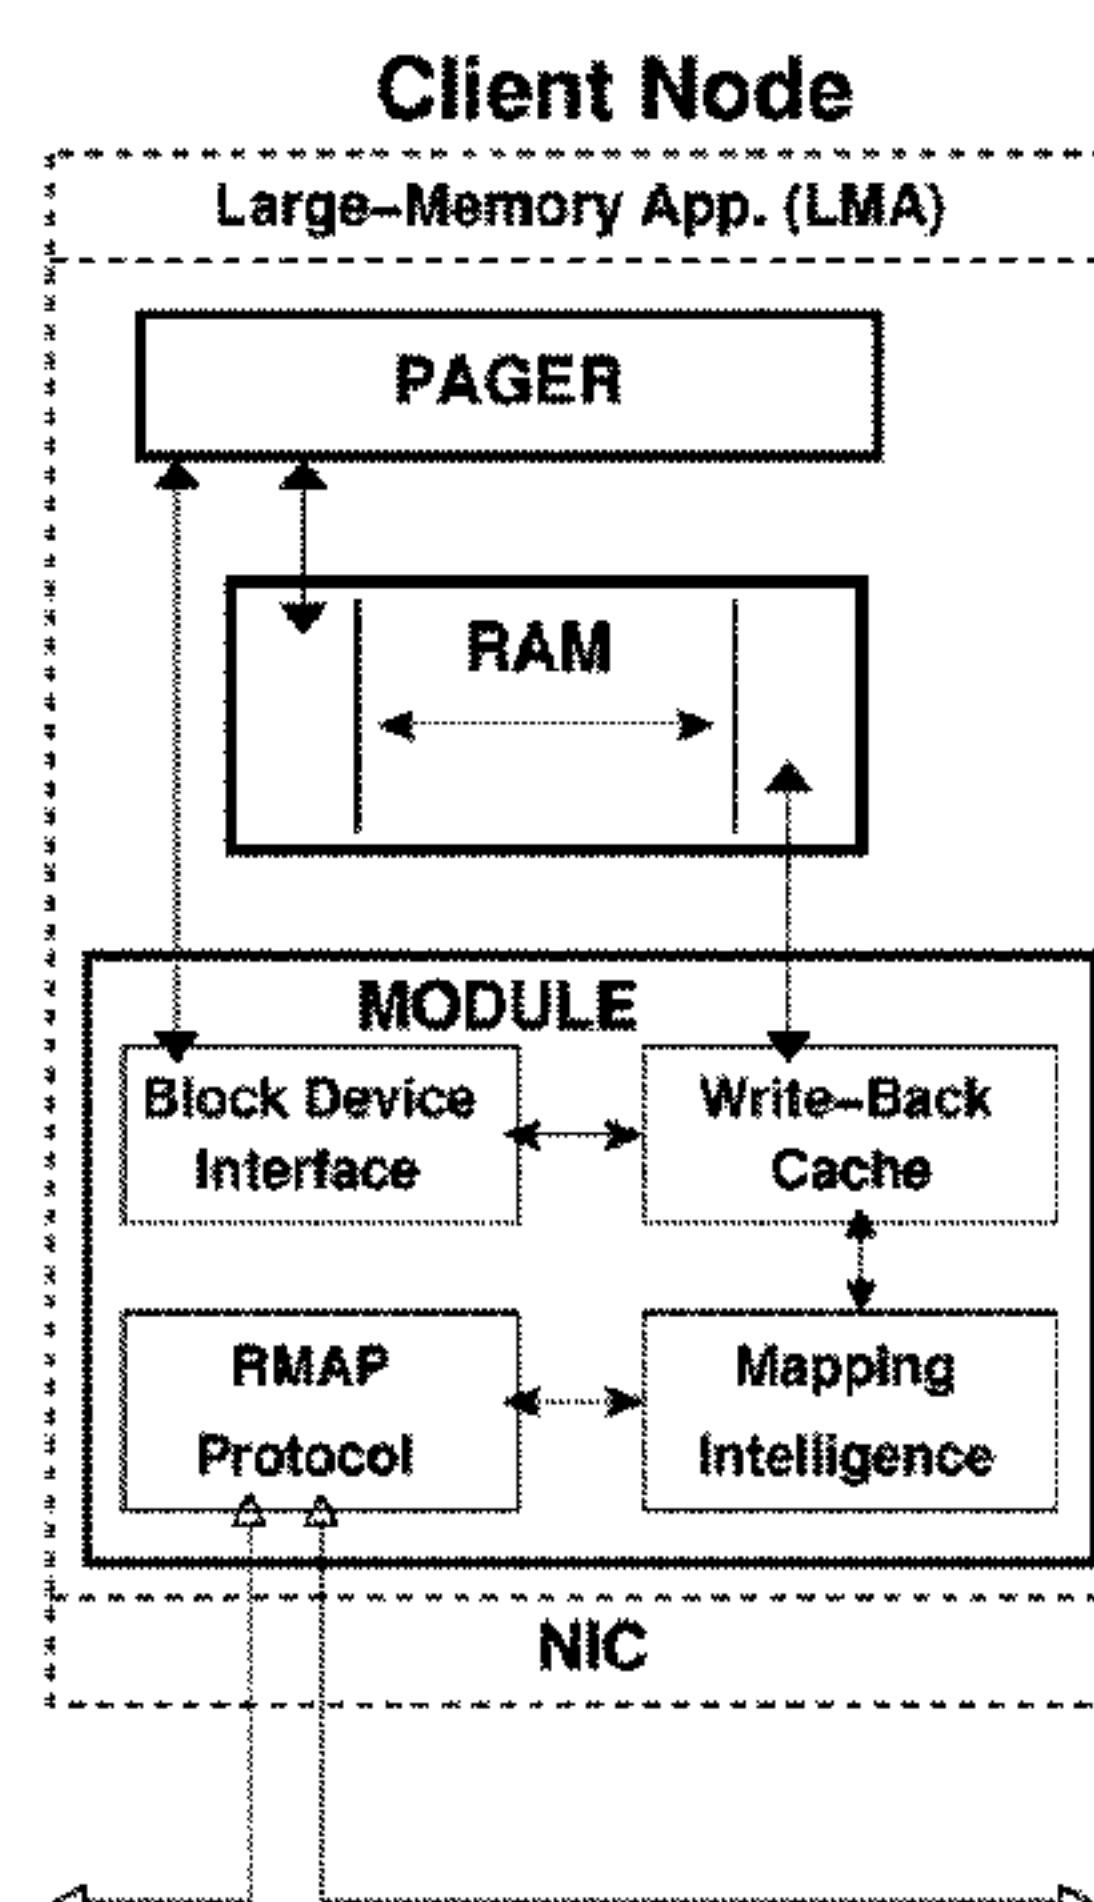 Client Node
Large-Memory App. (LMA)
PAGER
RAM
MODULE
Block Device
Interface
Write-Back
Cache
RMAP
Protocol
Mapping
Intelligence
NIC